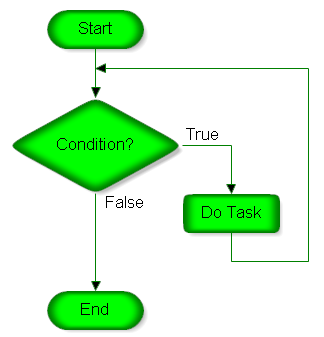 Start
Condition?
True
False
Do Task
End